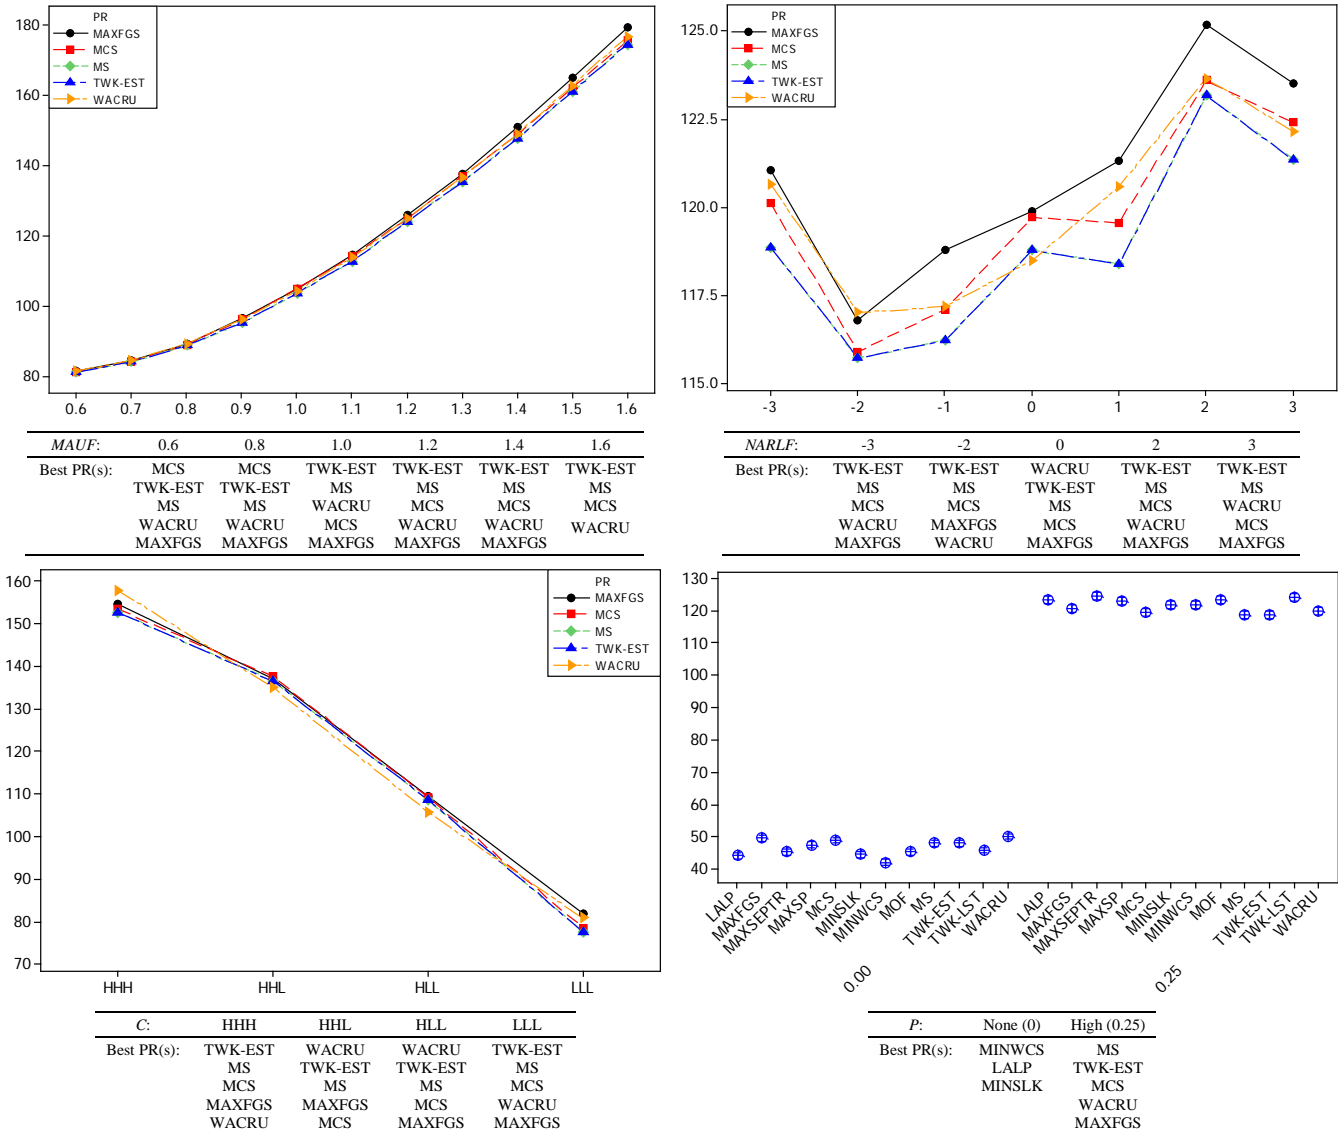 PR
MAXFGS
MCS
MS
TWK-EST
WACRU
180
160
140
120
100
80
0.6 0.7 0.8 0.9 1.0 1.1 1.2 1.3 1.4 1.5 1.6
MAUF: 0.6 0.8 1.0 1.2 1.4 1.6
Best PR(s): MCS MCS TWK-EST TWK-EST TWK-EST TWK-EST
TWK-EST TWK-EST MS MS MS MS
MS MS WACRU MCS MCS MCS
WACRU WACRU MCS WACRU WACRU WACRU
MAXFGS MAXFGS MAXFGS MAXFGS MAXFGS
PR
MAXFGS
MCS
MS
TWK-EST
WACRU
125.0
122.5
120.0
117.5
115.0
-3 -2 -1 0 1 2 3
NARLF: -3 -2 0 2 3
Best PR(s): TWK-EST TWK-EST WACRU TWK-EST TWK-EST
MS MS TWK-EST MS MS
MCS MCS MS MCS WACRU
WACRU MAXFGS MCS WACRU MCS
MAXFGS WACRU MAXFGS MAXFGS MAXFGS
PR
MAXFGS
MCS
MS
TWK-EST
WACRU
160
150
140
130
120
110
100
90
80
70
HHH HHL HLL LLL
C: HHH HHL HLL LLL
Best PR(s): TWK-EST WACRU WACRU TWK-EST
MS TWK-EST TWK-EST MS
MCS MS MS MCS
MAXFGS MAXFGS MCS WACRU
WACRU MCS MAXFGS MAXFGS
130
120
110
100
90
80
70
60
50
40
LALP MAXFGS MAXSEPTR MAXSP MCS MINSLK MINWCS MOF MS TWK-EST TWK-LST WACRU LALP MAXFGS MAXSEPTR MAXSP MCS MINSLK MINWCS MOF MS TWK-EST TWK-LST WACRU
0.00 0.25
P: None (0) High (0.25)
Best PR(s): MINWCS MS
LALP TWK-EST
MINSLK MCS
WACRU
MAXFGS